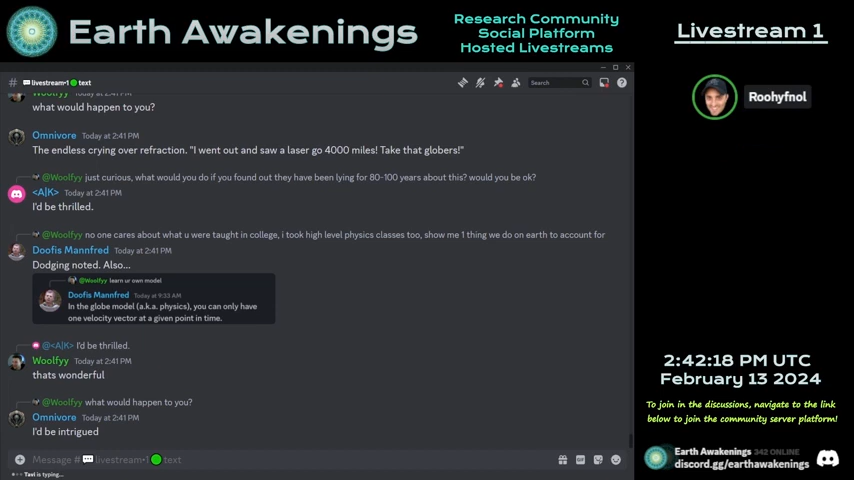 Earth Awakenings
Research Community
Social Platform
Hosted Livestreams
Livestream 1
# livestream•1 text
Search
Roohyfnol
Woolfyy Today at 2:41 PM
what would happen to you?
Omnivore Today at 2:41 PM
The endless crying over refraction. "I went out and saw a laser go 4000 miles! Take that globers!"
@Woolfyy just curious, what would you do if you found out they have been lying for 80-100 years about this? would you be ok?
<A|K> Today at 2:41 PM
I'd be thrilled.
@Woolfyy no one cares about what u were taught in college, i took high level physics classes too, show me 1 thing we do on earth to account for
Doofis Mannfred Today at 2:41 PM
Dodging noted. Also...
@Woolfyy learn ur own model
Doofis Mannfred Today at 9:33 AM
In the globe model (a.k.a. physics), you can only have
one velocity vector at a given point in time.
@<A|K> I'd be thrilled.
Woolfyy Today at 2:41 PM
thats wonderful
@Woolfyy what would happen to you?
Omnivore Today at 2:41 PM
I'd be intrigued
Message # livestream•1 text
Tavi is typing...
2:42:18 PM UTC
February 13 2024
To join in the discussions, navigate to the link
below to join the community server platform!
Earth Awakenings 342 ONLINE
discord.gg/earthawakenings